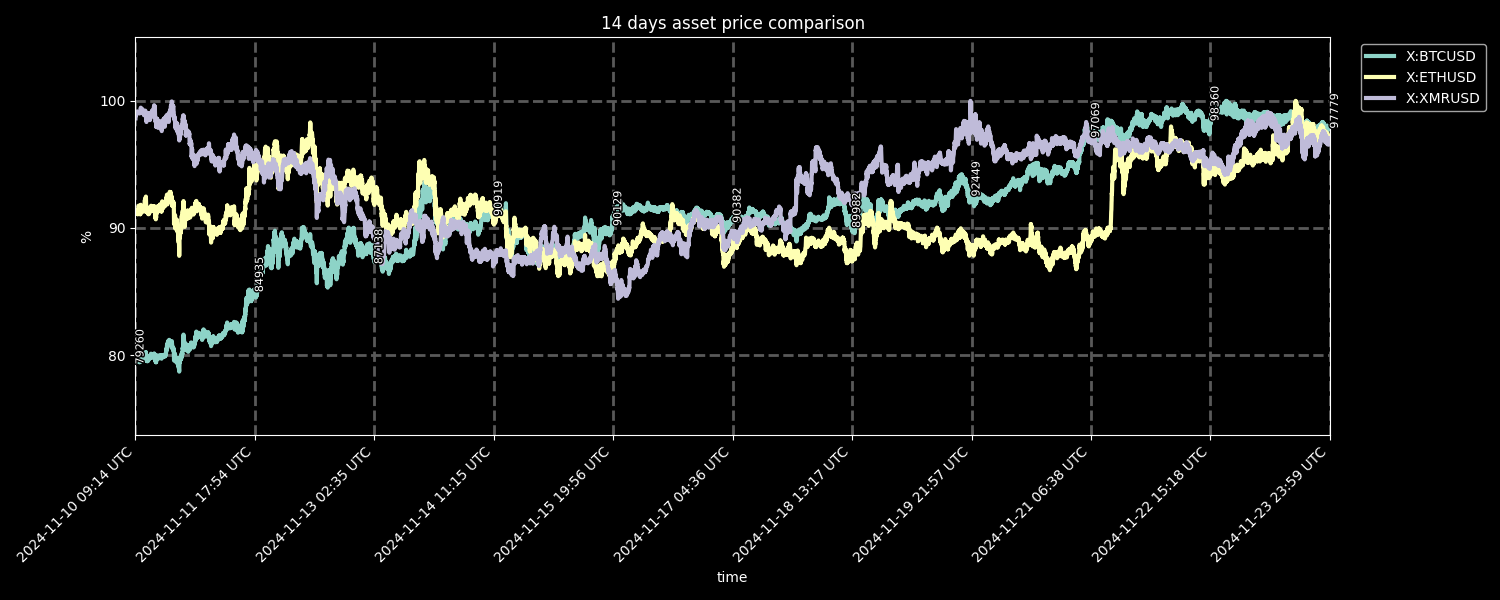 14 days asset price comparison
X:BTCUSD
X:ETHUSD
X:XMRUSD
100
90
80
%
79260
84935
87138
90919
90129
90382
89982
92449
97069
98360
97779
2024-11-10 09:14 UTC
2024-11-11 17:54 UTC
2024-11-13 02:35 UTC
2024-11-14 11:15 UTC
2024-11-15 19:56 UTC
2024-11-17 04:36 UTC
2024-11-18 13:17 UTC
2024-11-19 21:57 UTC
2024-11-21 06:38 UTC
2024-11-22 15:18 UTC
2024-11-23 23:59 UTC
time